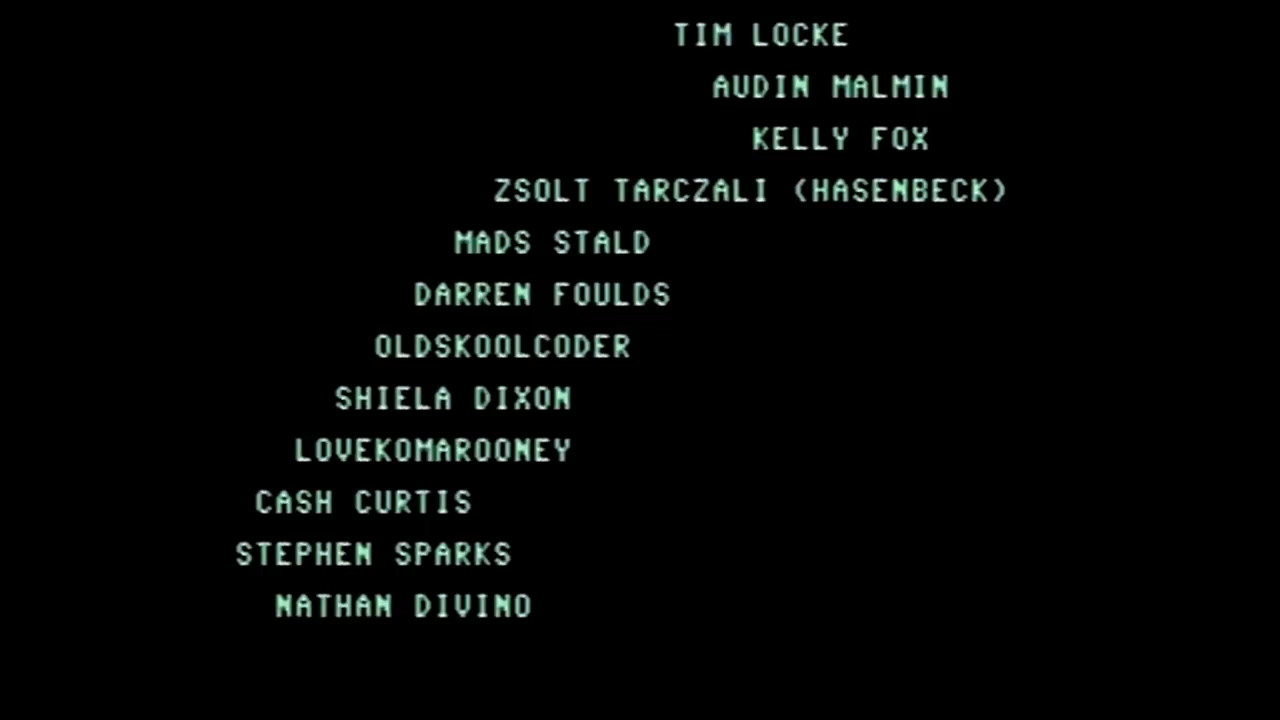 TIM LOCKE
AUDIN MALMIN
KELLY FOX
ZSOLT TARCZALI (HASENBECK)
MADS STALD
DARREN FOULDS
OLDSKOOLCODER
SHIELA DIXON
LOVEKOMAROONEY
CASH CURTIS
STEPHEN SPARKS
NATHAN DIVINO